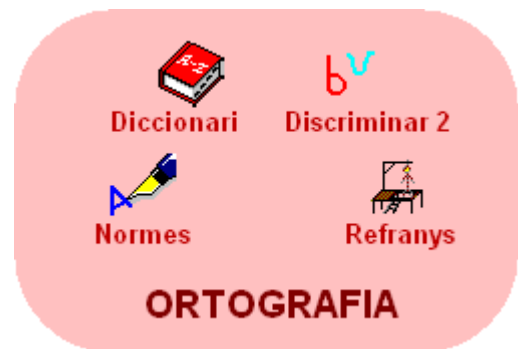 A-Z
b v
Diccionari
Discriminar 2
A
Normes
Refranys
ORTOGRAFIA